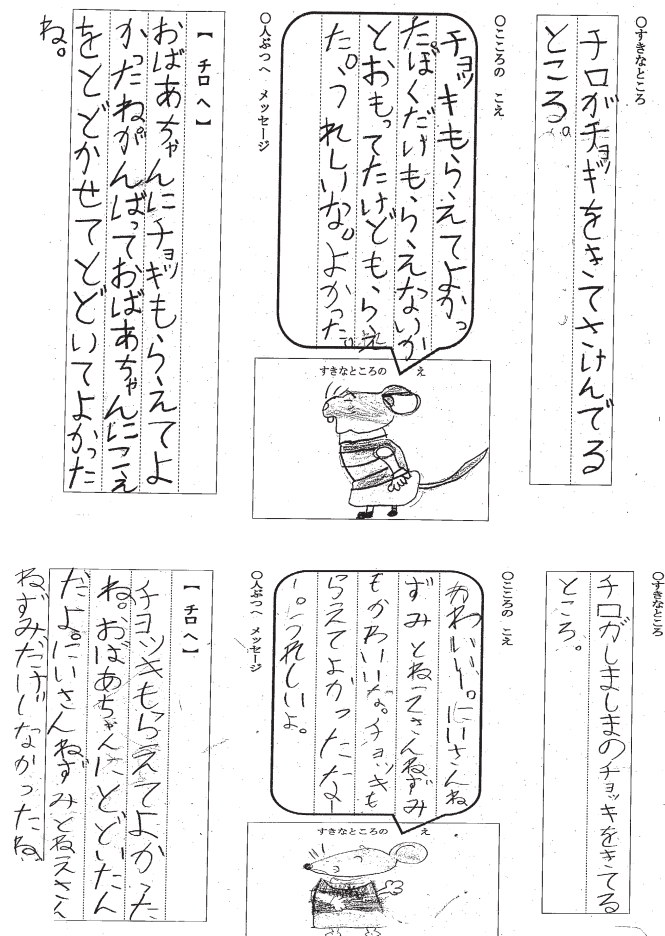 ○すきなところ
チロがチョッキをきてさけんでる
ところ。
○こころの こえ
チョッキもらえてよかっ
たぼくだけもらえないか
とおもってたけどもらえ
た。うれしいな。よかった。
すきなところの え
○人ぶつへ メッセージ
【 チロ へ 】
おばあちゃんにチョッキもらえてよ
かったねがんばっておばあちゃんにこえ
をとどかせてとどいてよかった
ね。
○すきなところ
チロがしましまのチョッキをきてる
ところ。
○こころの こえ
かわいいー。にいさんね
ずみとねえさんねずみ
もかわいいな。チョッキも
らえてよかったなー
ー。うれしいよ。
すきなところの え
○人ぶつへ メッセージ
【 チロ へ 】
チョッキもらえてよかった
ね。おばあちゃんにとどいたん
だよ。にいさんねずみとねえさん
ねずみだけじなかったね。